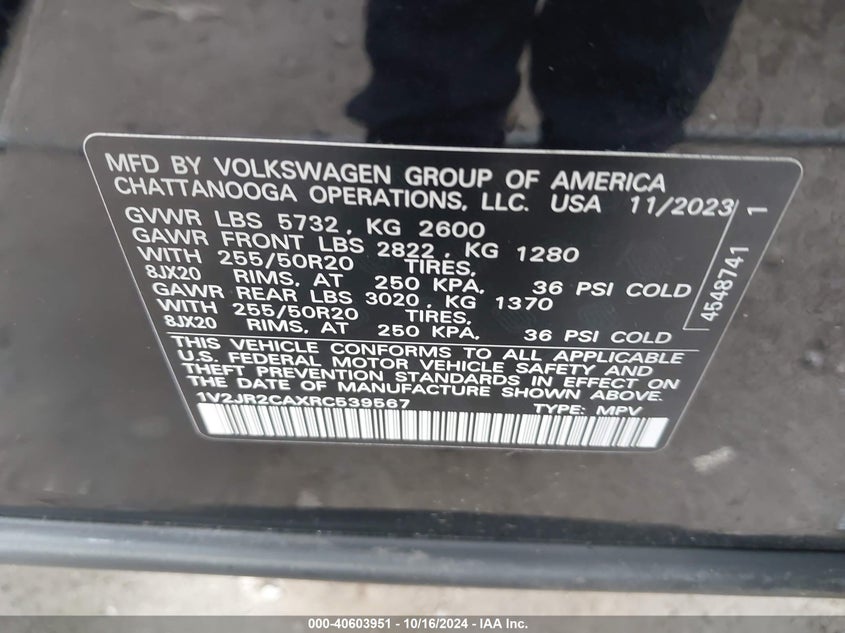 MFD BY VOLKSWAGEN GROUP OF AMERICA
CHATTANOOGA OPERATIONS, LLC. USA 11/2023
GVWR LBS 5732, KG 2600
GAWR FRONT LBS 2822, KG 1280
WITH 255/50R20 TIRES,
8JX20 RIMS, AT 250 KPA, 36 PSI COLD
GAWR REAR LBS 3020, KG 1370
WITH 255/50R20 TIRES,
8JX20 RIMS, AT 250 KPA, 36 PSI COLD
THIS VEHICLE CONFORMS TO ALL APPLICABLE
U.S. FEDERAL MOTOR VEHICLE SAFETY AND
THEFT PREVENTION STANDARDS IN EFFECT ON
THE DATE OF MANUFACTURE SHOWN ABOVE.
1V2JR2CAXRC539567 TYPE: MPV
4548741 1
000-40603951 - 10/16/2024 - IAA Inc.